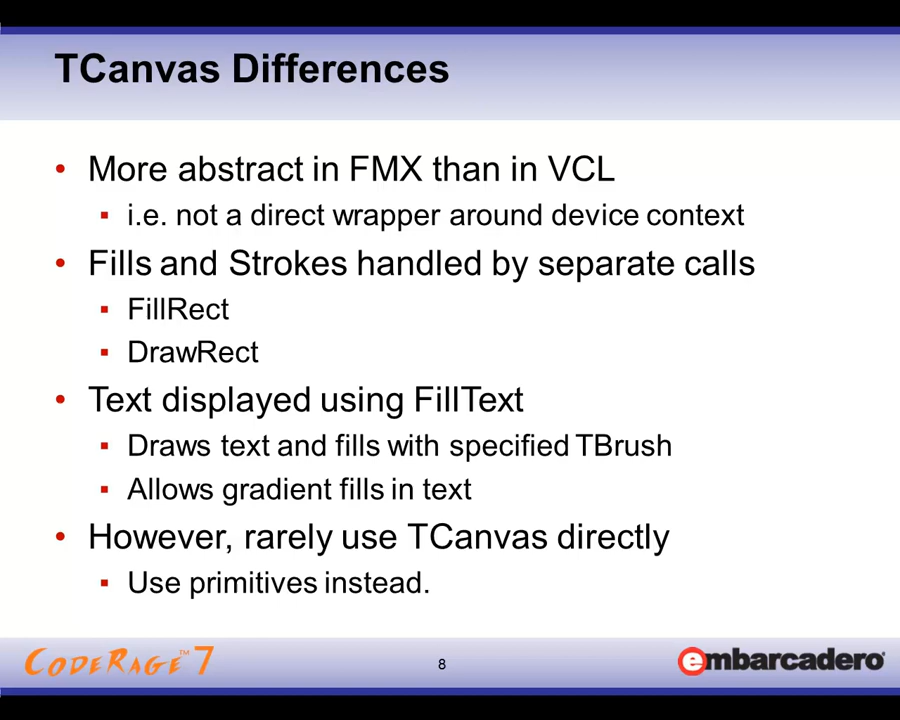 TCanvas Differences
• More abstract in FMX than in VCL
▪ i.e. not a direct wrapper around device context
• Fills and Strokes handled by separate calls
▪ FillRect
▪ DrawRect
• Text displayed using FillText
▪ Draws text and fills with specified TBrush
▪ Allows gradient fills in text
• However, rarely use TCanvas directly
▪ Use primitives instead.
CodeRage™ 7
8
embarcadero®